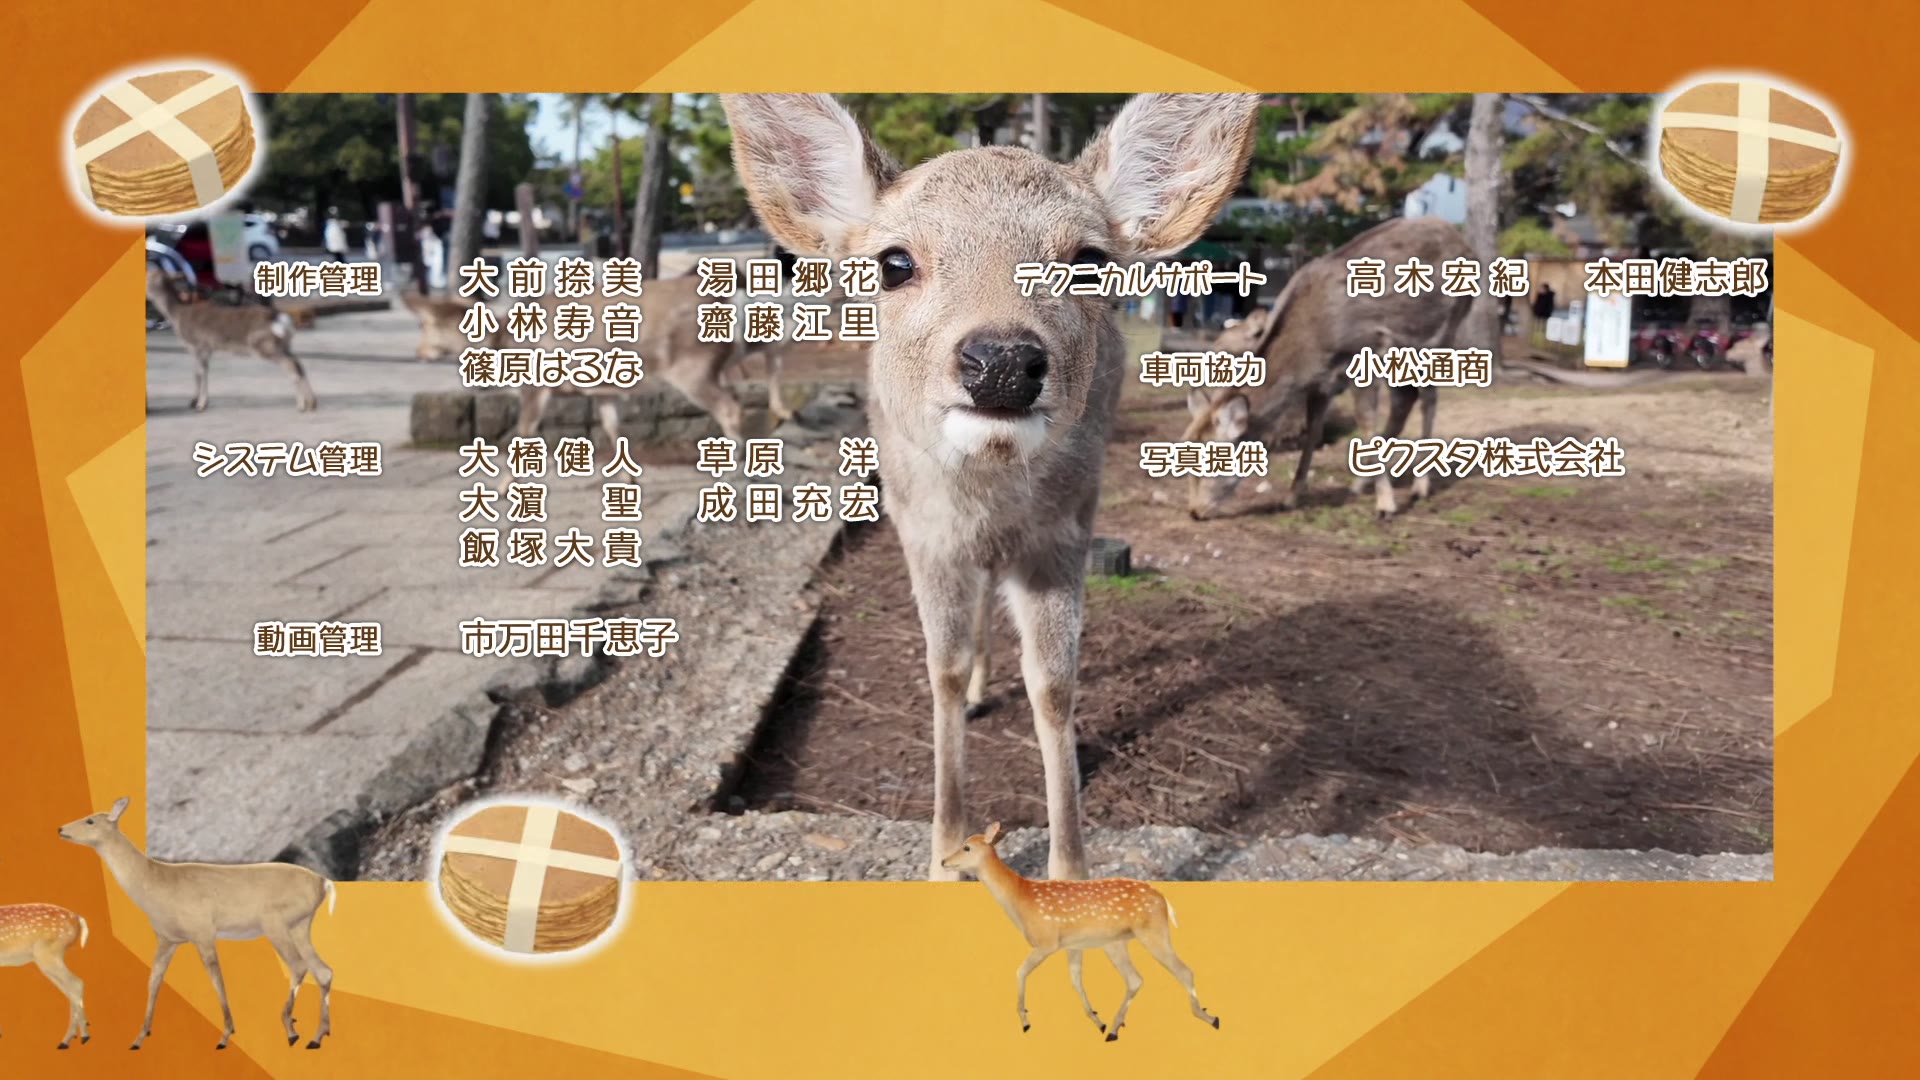 制作管理 大前捺美 湯田郷花
小林寿音 齋藤江里
篠原はるな
システム管理 大橋健人 草原洋
大濵聖 成田充宏
飯塚大貴
動画管理 市万田千恵子
テクニカルサポート 高木宏紀 本田健志郎
車両協力 小松通商
写真提供 ピクスタ株式会社